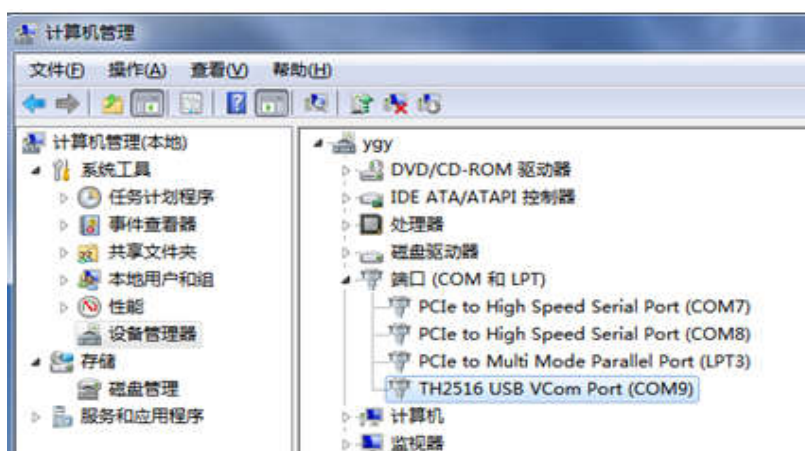 计算机管理
文件(F) 操作(A) 查看(V) 帮助(H)
计算机管理(本地)
系统工具
任务计划程序
事件查看器
共享文件夹
本地用户和组
性能
设备管理器
存储
磁盘管理
服务和应用程序
ygy
DVD/CD-ROM 驱动器
IDE ATA/ATAPI 控制器
处理器
磁盘驱动器
端口 (COM 和 LPT)
PCIe to High Speed Serial Port (COM7)
PCIe to High Speed Serial Port (COM8)
PCIe to Multi Mode Parallel Port (LPT3)
TH2516 USB VCom Port (COM9)
计算机
监视器